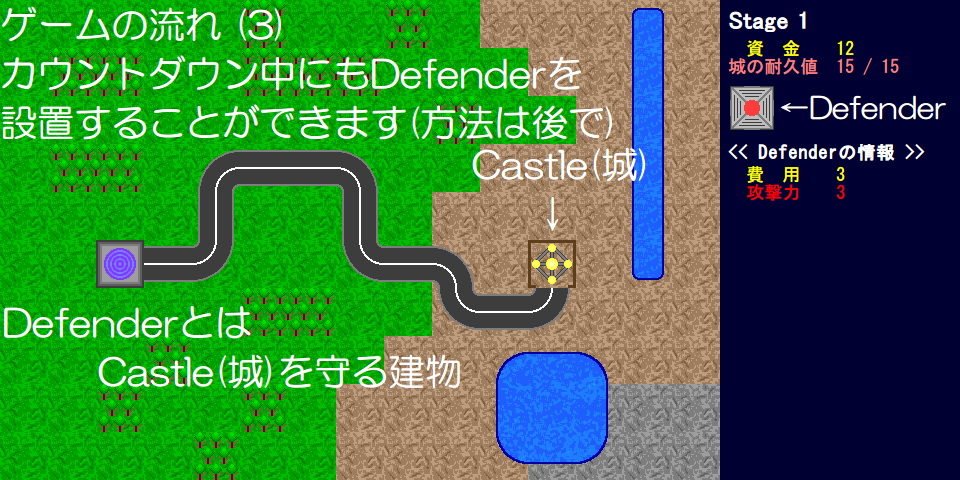 ゲームの流れ (3)
カウントダウン中にもDefenderを
設置することができます(方法は後で)
Castle(城)
↓
Defenderとは
Castle(城)を守る建物
Stage 1
資 金 12
城の耐久値 15 / 15
←Defender
<< Defenderの情報 >>
費 用 3
攻撃力 3